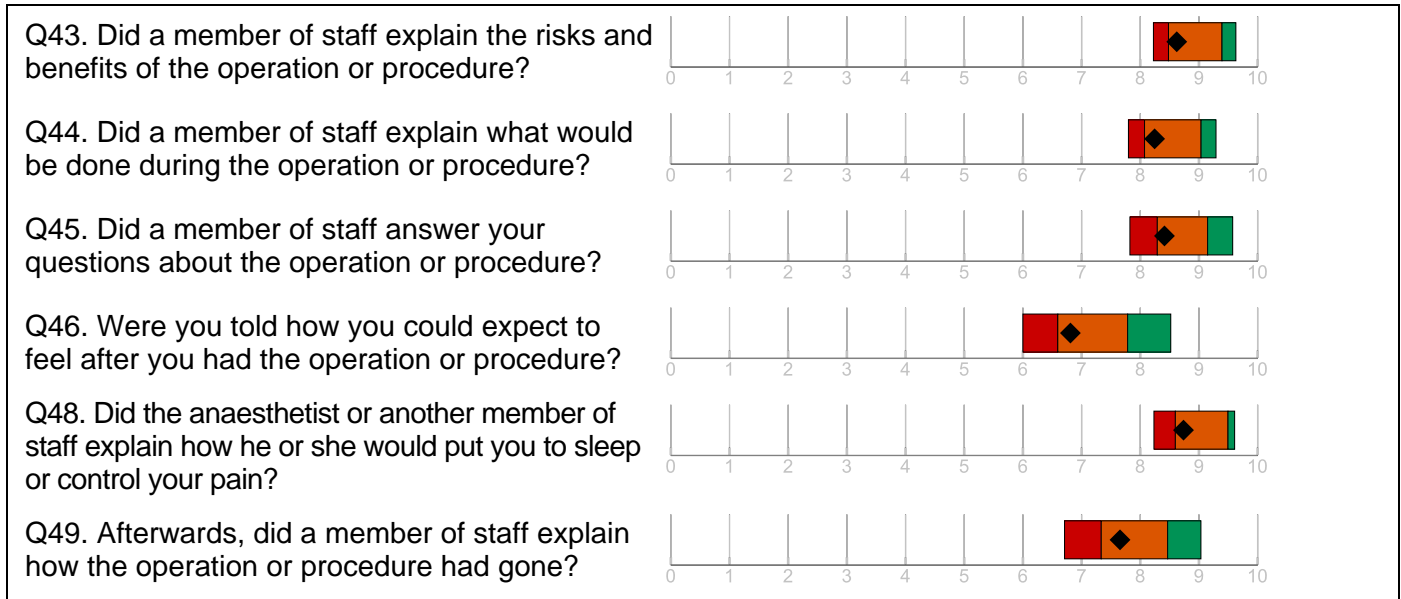 Q43. Did a member of staff explain the risks and
benefits of the operation or procedure?
0 1 2 3 4 5 6 7 8 9 10
Q44. Did a member of staff explain what would
be done during the operation or procedure?
0 1 2 3 4 5 6 7 8 9 10
Q45. Did a member of staff answer your
questions about the operation or procedure?
0 1 2 3 4 5 6 7 8 9 10
Q46. Were you told how you could expect to
feel after you had the operation or procedure?
0 1 2 3 4 5 6 7 8 9 10
Q48. Did the anaesthetist or another member of
staff explain how he or she would put you to sleep
or control your pain?
0 1 2 3 4 5 6 7 8 9 10
Q49. Afterwards, did a member of staff explain
how the operation or procedure had gone?
0 1 2 3 4 5 6 7 8 9 10